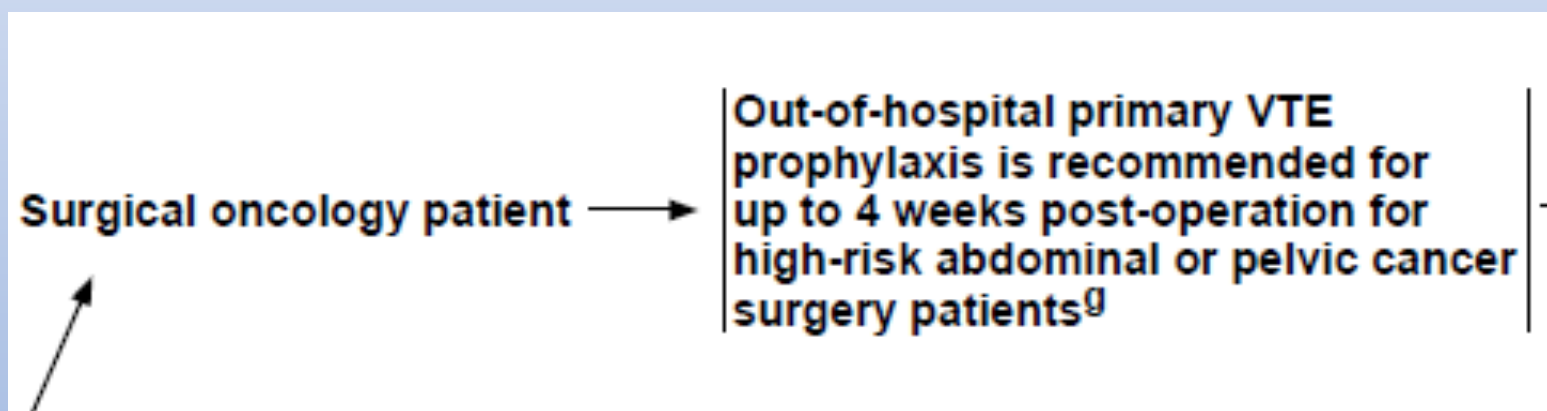 Out-of-hospital primary VTE
prophylaxis is recommended for
Surgical oncology patient
up to 4 weeks post-operation for
high-risk abdominal or pelvic cancer
surgery patientsg